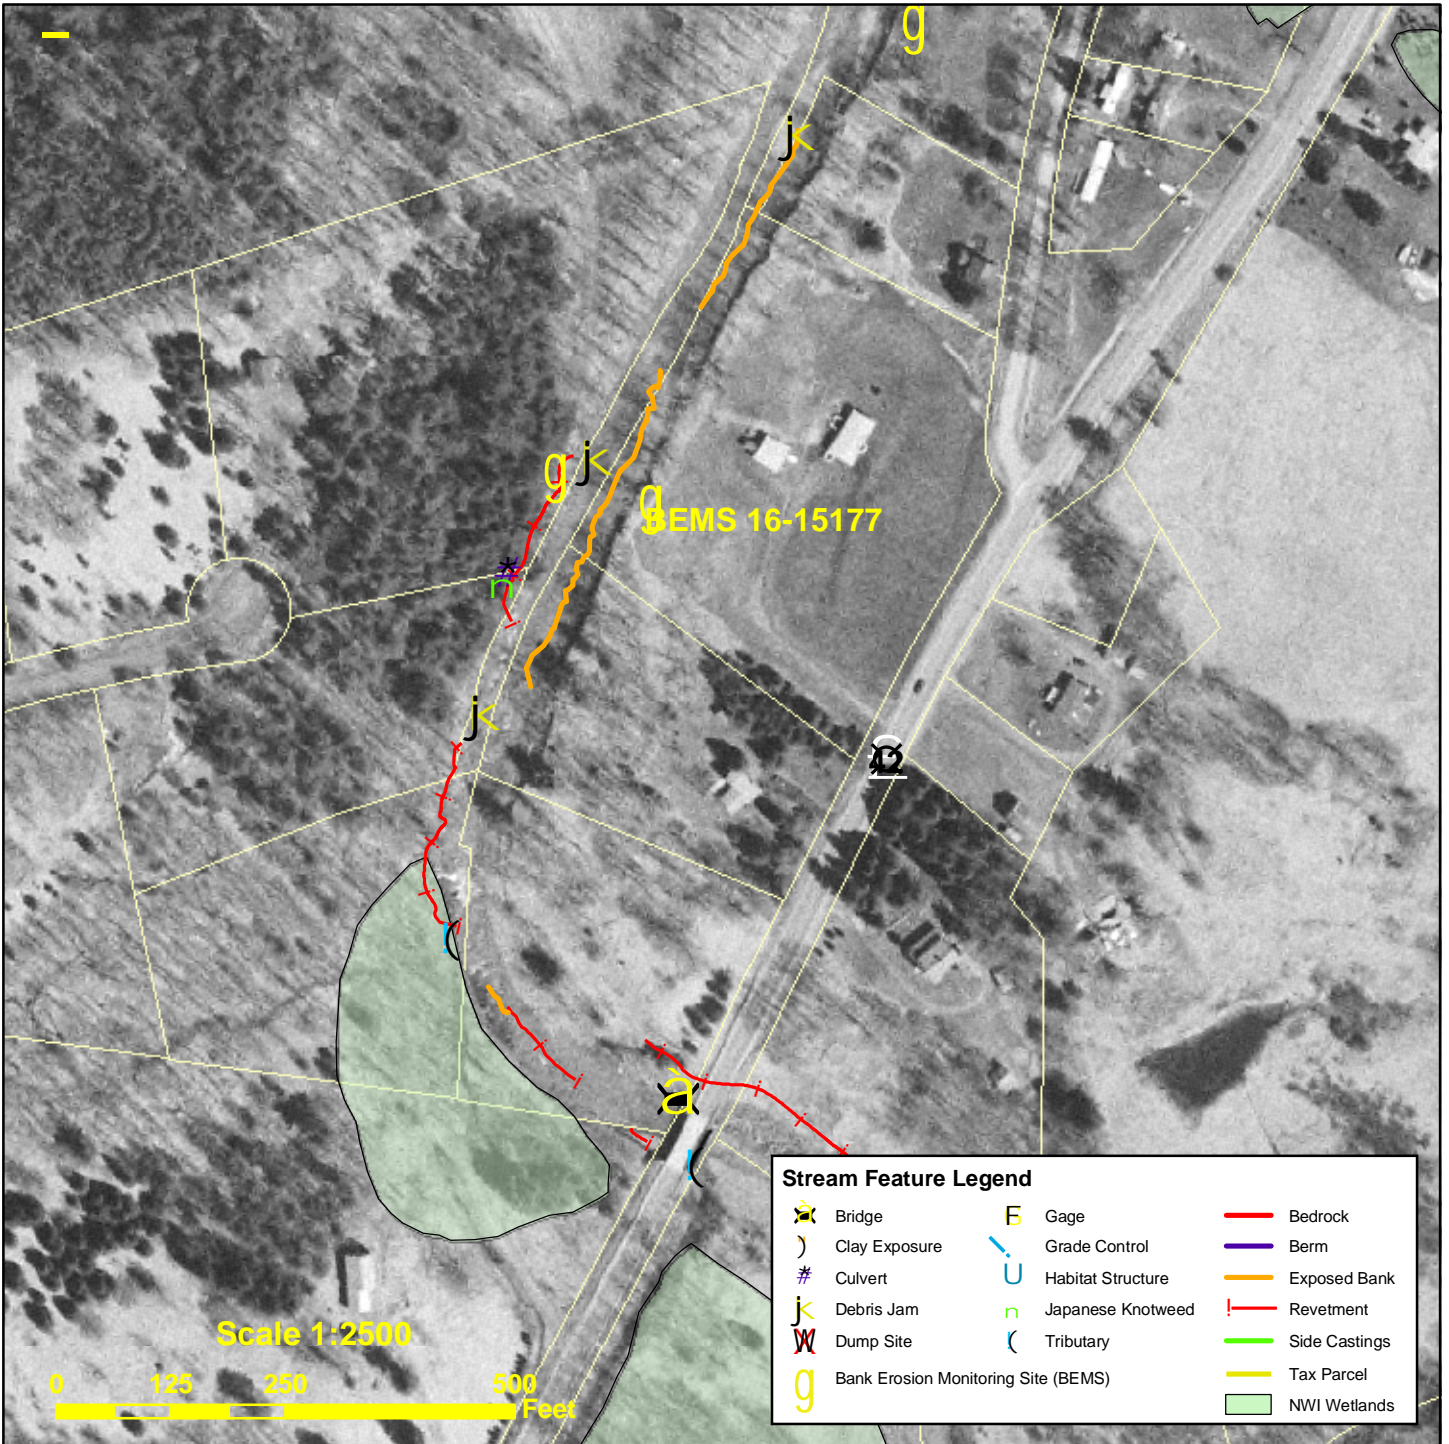 g
j<
g j<
g
BEMS 16-15177
*
n
j<
42
à
Stream Feature Legend
Bridge
Clay Exposure
Culvert
Debris Jam
Dump Site
Bank Erosion Monitoring Site (BEMS)
Gage
Grade Control
Habitat Structure
Japanese Knotweed
Tributary
Bedrock
Berm
Exposed Bank
Revetment
Side Castings
Tax Parcel
NWI Wetlands
Scale 1:2500
0 125 250 500
Feet